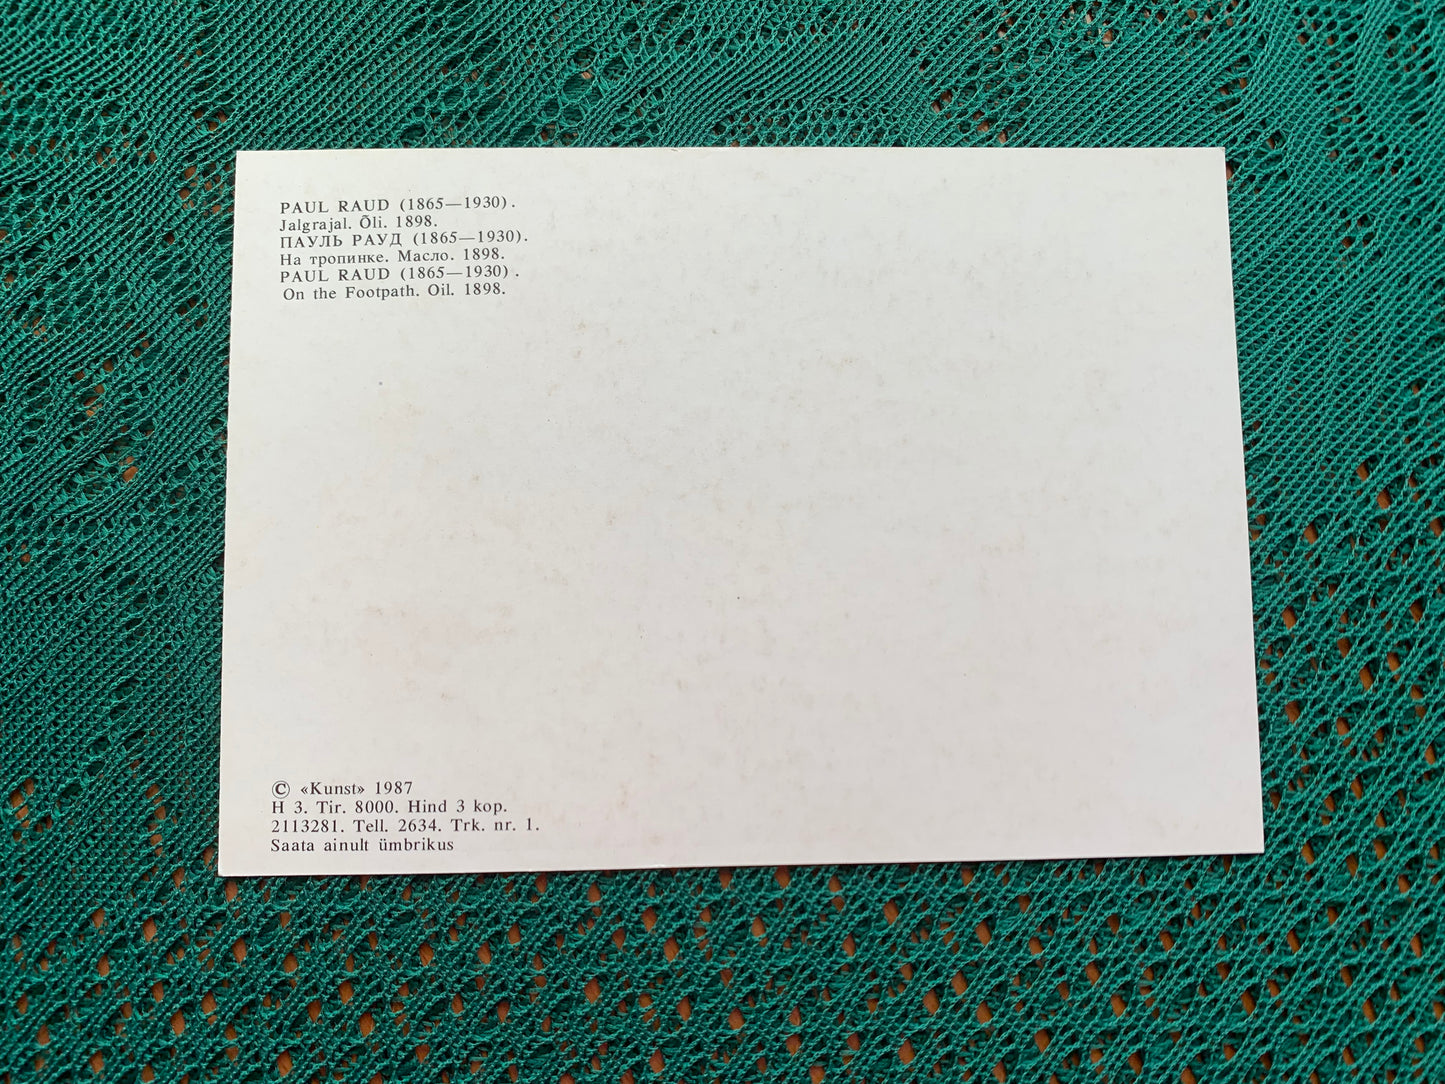 PAUL RAUD (1865—1930).
Jalgrajal. Õli. 1898.
ПАУЛЬ РАУД (1865—1930).
На тропинке. Масло. 1898.
PAUL RAUD (1865—1930).
On the Footpath. Oil. 1898.
© «Kunst» 1987
H 3. Tir. 8000. Hind 3 kop.
2113281. Tell. 2634. Trk. nr. 1.
Saata ainult ümbrikus